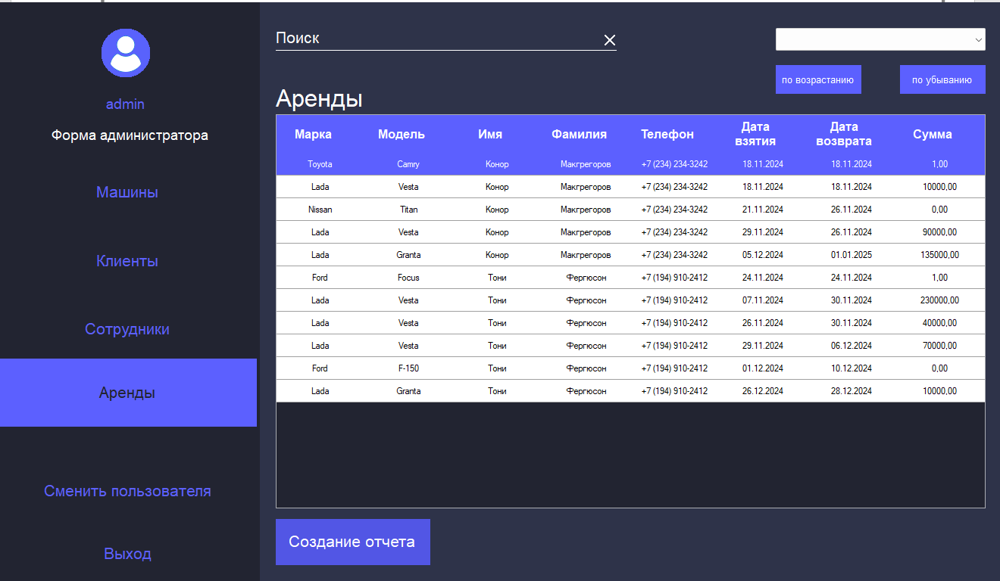 admin
Форма администратора
Машины
Клиенты
Сотрудники
Аренды
Сменить пользователя
Выход
Поиск
по возрастанию
по убыванию
Аренды
Марка Модель Имя Фамилия Телефон Дата взятия Дата возврата Сумма
Toyota Camry Конор Макгрегоров +7 (234) 234-3242 18.11.2024 18.11.2024 1,00
Lada Vesta Конор Макгрегоров +7 (234) 234-3242 18.11.2024 18.11.2024 10000,00
Nissan Titan Конор Макгрегоров +7 (234) 234-3242 21.11.2024 26.11.2024 0,00
Lada Vesta Конор Макгрегоров +7 (234) 234-3242 29.11.2024 26.11.2024 90000,00
Lada Granta Конор Макгрегоров +7 (234) 234-3242 05.12.2024 01.01.2025 135000,00
Ford Focus Тони Фергюсон +7 (194) 910-2412 24.11.2024 24.11.2024 1,00
Lada Vesta Тони Фергюсон +7 (194) 910-2412 07.11.2024 30.11.2024 230000,00
Lada Vesta Тони Фергюсон +7 (194) 910-2412 26.11.2024 30.11.2024 40000,00
Lada Vesta Тони Фергюсон +7 (194) 910-2412 29.11.2024 06.12.2024 70000,00
Ford F-150 Тони Фергюсон +7 (194) 910-2412 01.12.2024 10.12.2024 0,00
Lada Granta Тони Фергюсон +7 (194) 910-2412 26.12.2024 28.12.2024 10000,00
Создание отчета